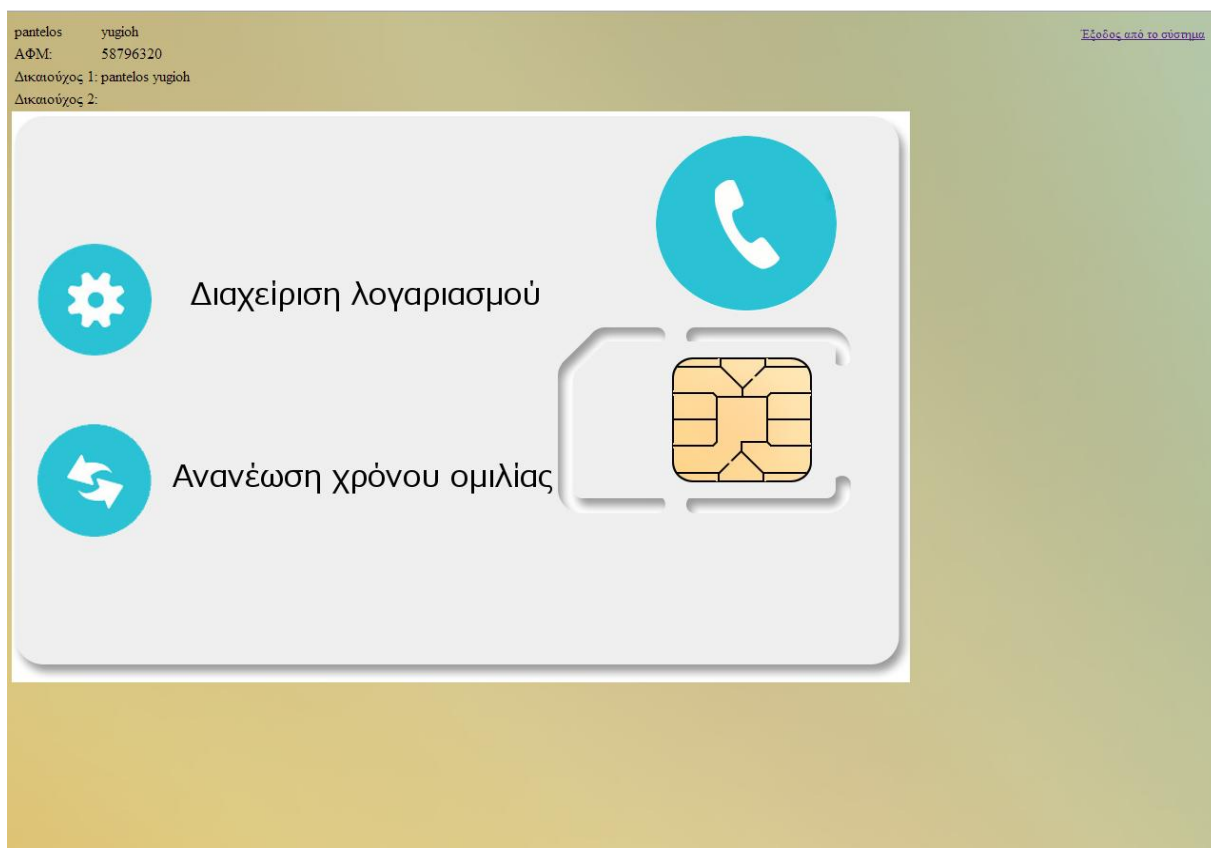 pantelos yugioh
ΑΦΜ: 58796320
Δικαιούχος 1: pantelos yugioh
Δικαιούχος 2:
Έξοδος από το σύστημα
Διαχείριση λογαριασμού
Ανανέωση χρόνου ομιλίας